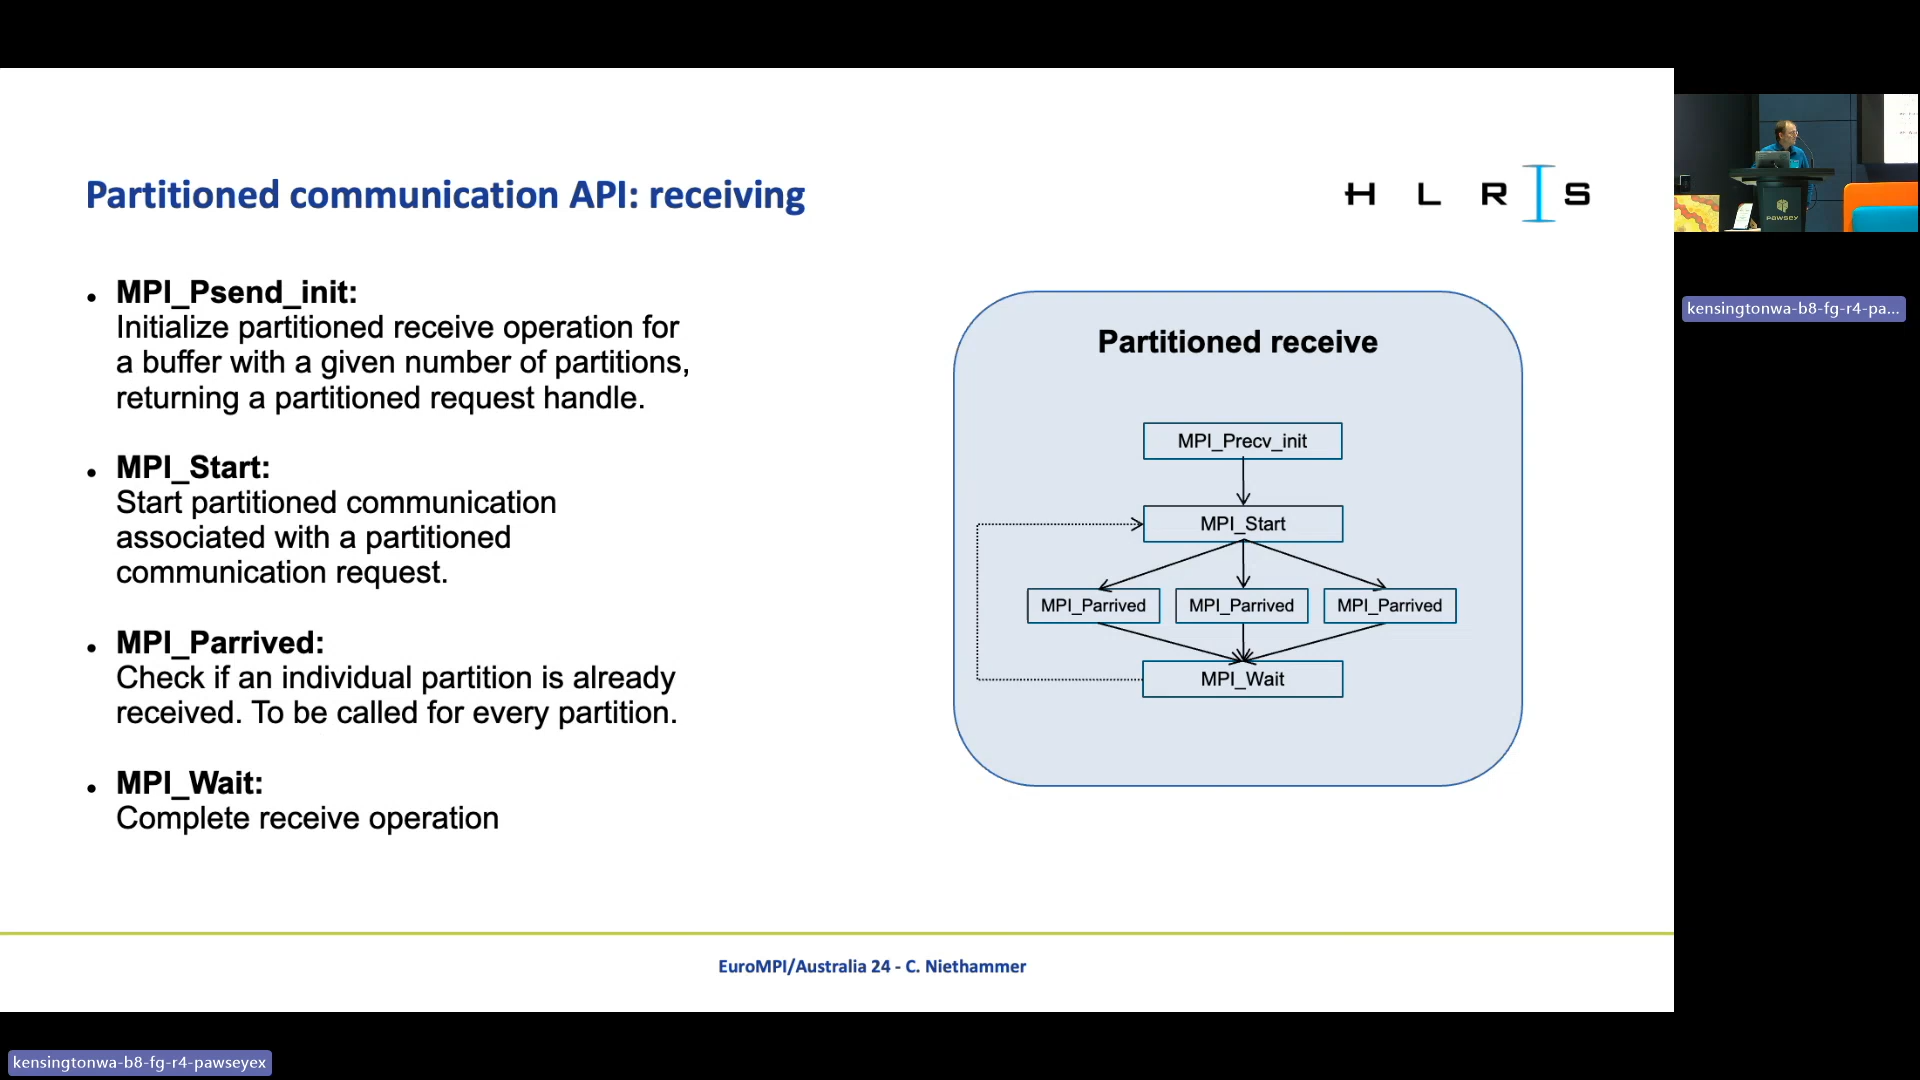 Partitioned communication API: receiving
H L R I S
MPI_Psend_init:
Initialize partitioned receive operation for
a buffer with a given number of partitions,
returning a partitioned request handle.
MPI_Start:
Start partitioned communication
associated with a partitioned
communication request.
MPI_Parrived:
Check if an individual partition is already
received. To be called for every partition.
MPI_Wait:
Complete receive operation
Partitioned receive
MPI_Precv_init
MPI_Start
MPI_Parrived MPI_Parrived MPI_Parrived
MPI_Wait
EuroMPI/Australia 24 - C. Niethammer
PAWSEY
kensingtonwa-b8-fg-r4-pa...
kensingtonwa-b8-fg-r4-pawseyex